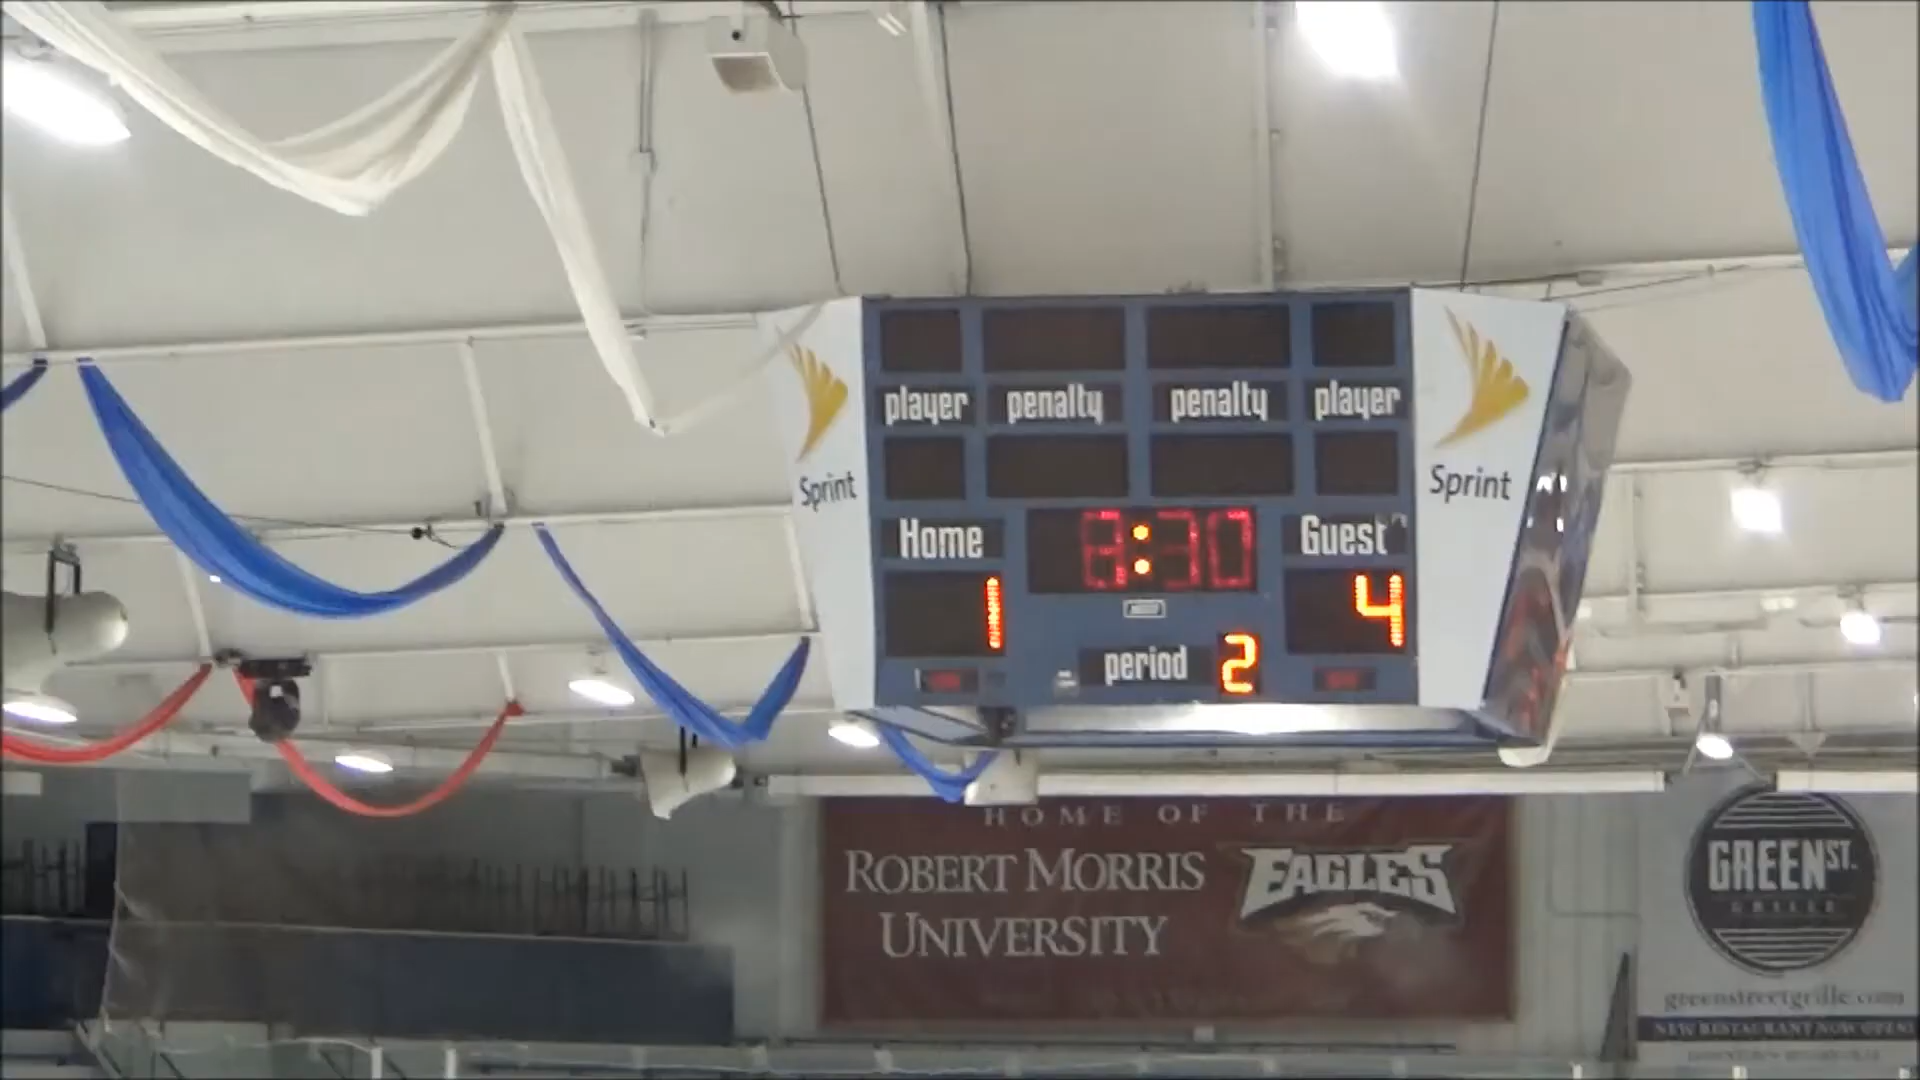 player penalty penalty player
Sprint
Sprint
Home
:30
Guest
1
4
period 2
HOME OF THE
ROBERT MORRIS
UNIVERSITY
EAGLES
GREEN ST.
GRILLE
greenstreetgrille.com
NEW RESTAURANT NOW OPEN!